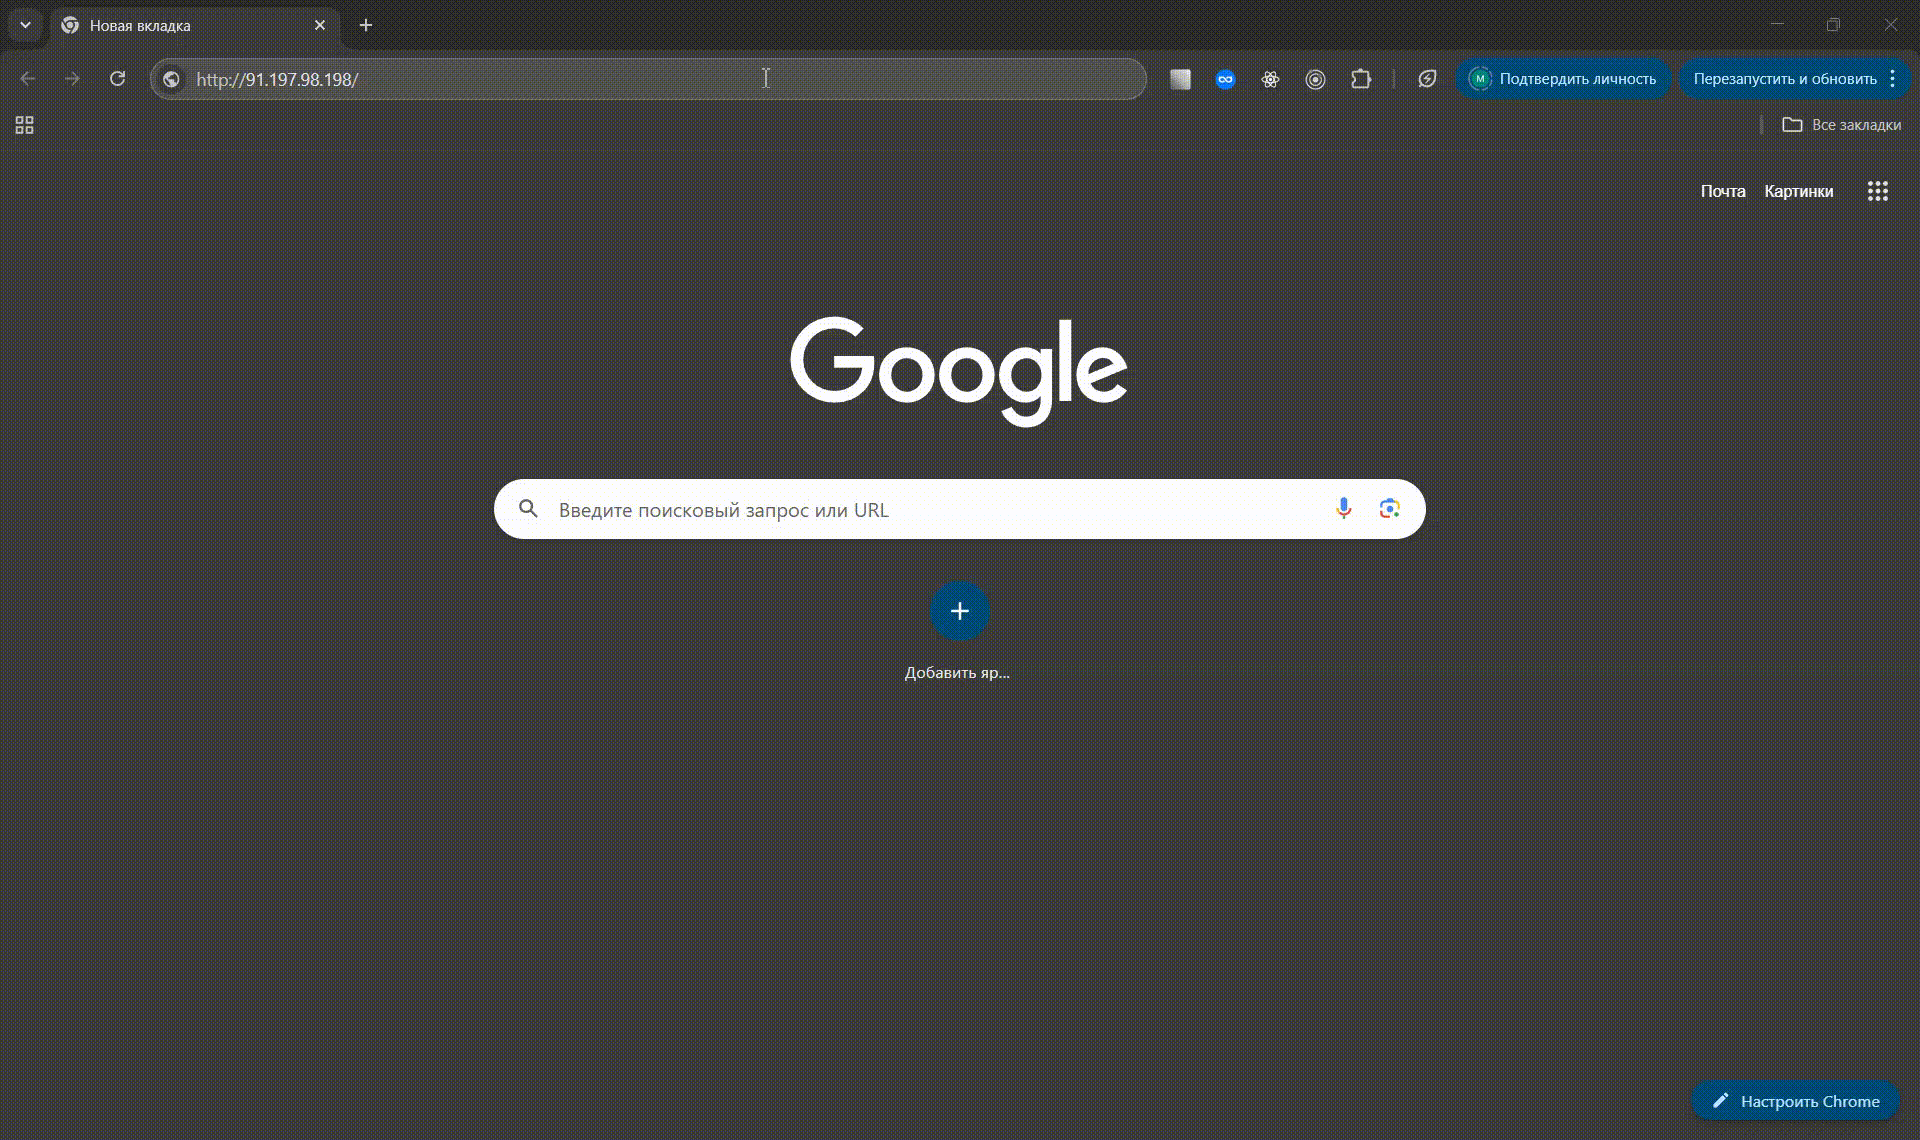 Новая вкладка
http://91.197.98.198/
М Подтвердить личность
Перезапустить и обновить
Все закладки
Почта Картинки
Google
Введите поисковый запрос или URL
Добавить яр...
Настроить Chrome